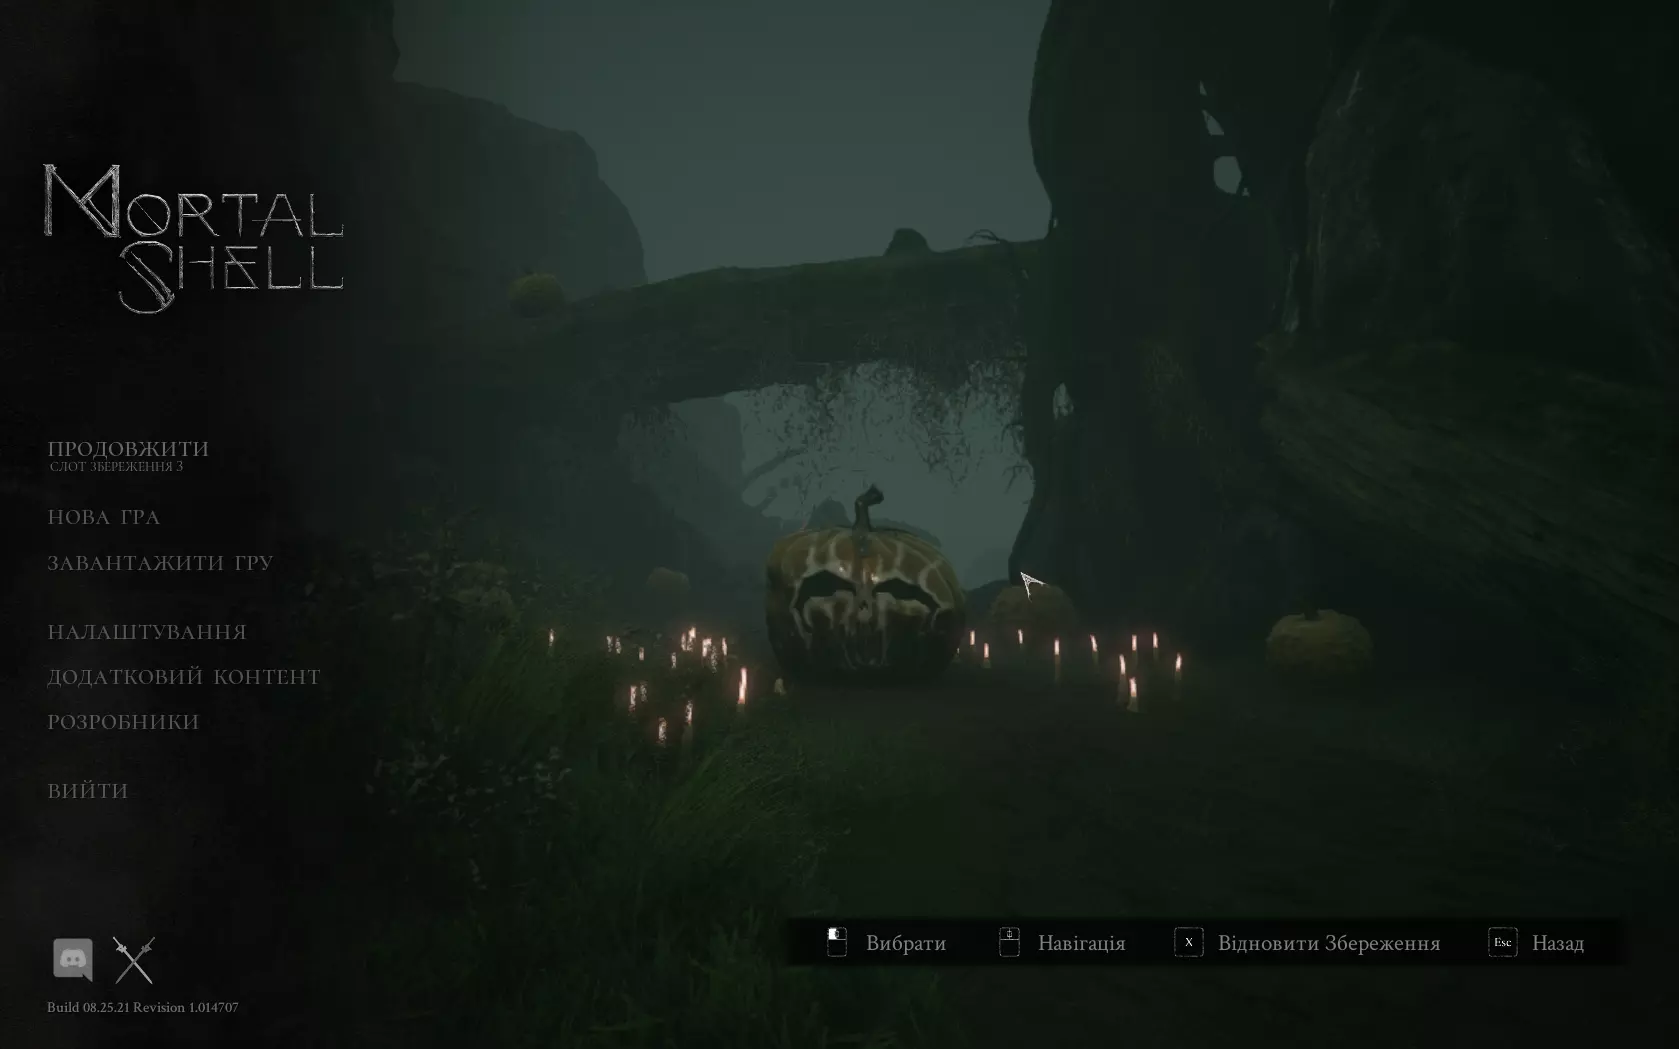 MORTAL
SHELL
ПРОДОВЖИТИ
СЛОТ ЗБЕРЕЖЕННЯ 3
НОВА ГРА
ЗАВАНТАЖИТИ ГРУ
НАЛАШТУВАННЯ
ДОДАТКОВИЙ КОНТЕНТ
РОЗРОБНИКИ
ВИЙТИ
Вибрати Навігація X Відновити Збереження Esc Назад
Build 08.25.21 Revision 1.014707